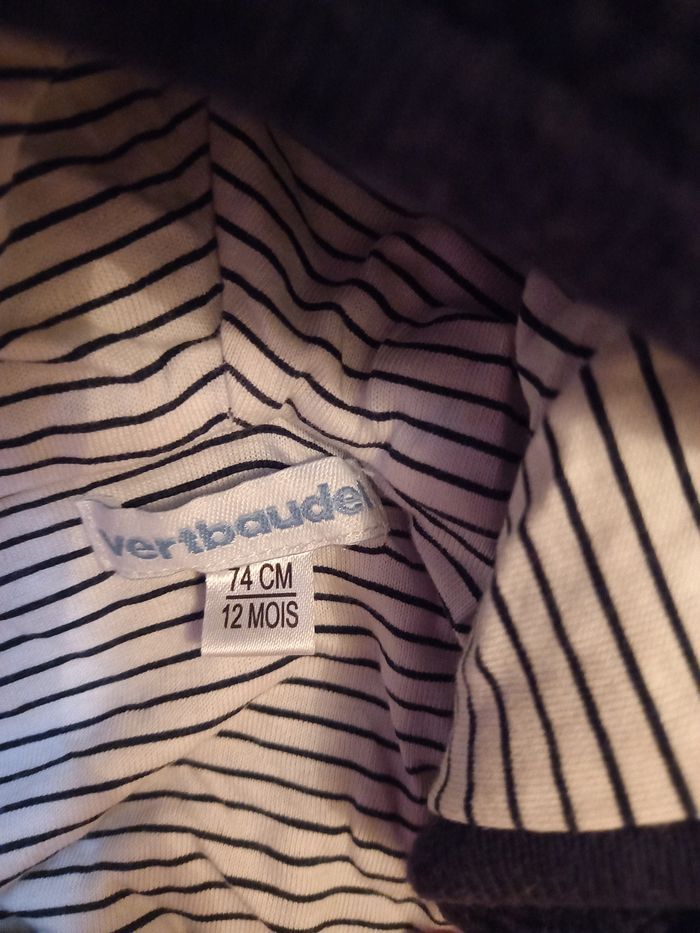 vertbaudet
74 CM
12 MOIS